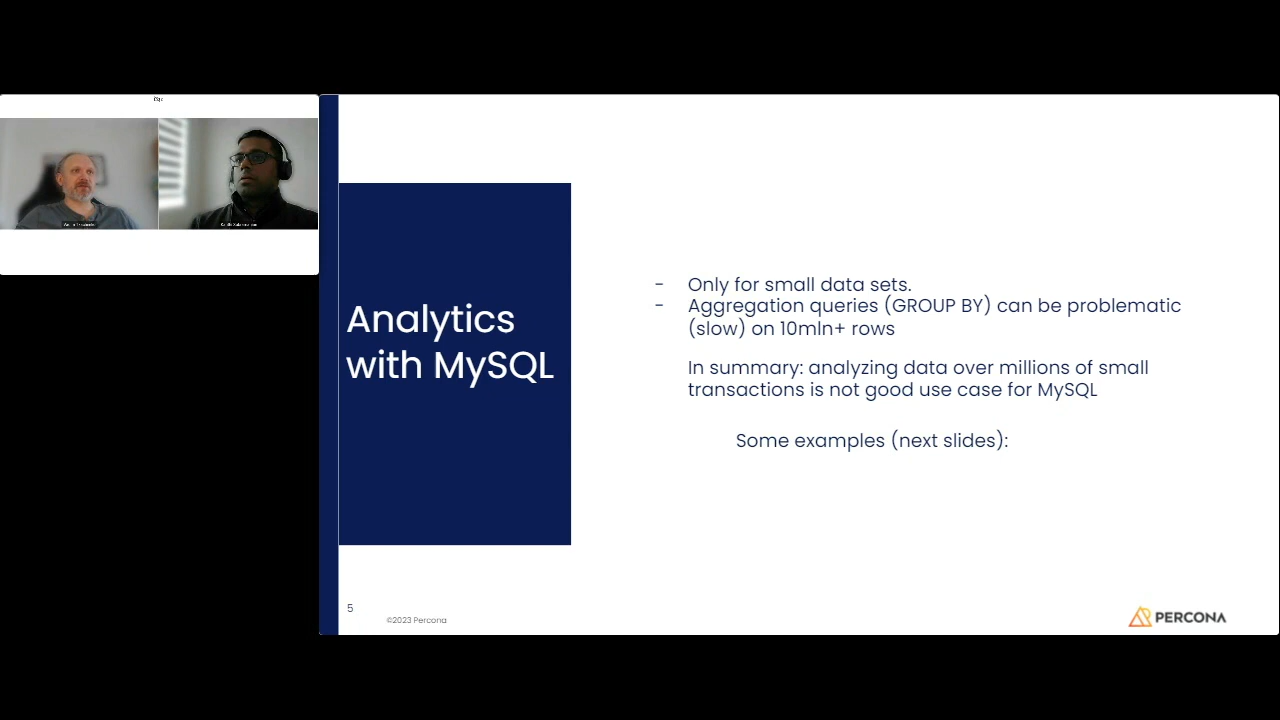 Analytics
with MySQL
- Only for small data sets.
- Aggregation queries (GROUP BY) can be problematic
(slow) on 10mln+ rows
In summary: analyzing data over millions of small
transactions is not good use case for MySQL
Some examples (next slides):
5
©2023 Percona
PERCONA